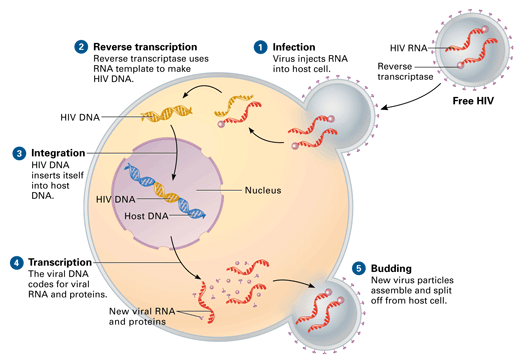 2 Reverse transcription
Reverse transcriptase uses
RNA template to make
HIV DNA.
1 Infection
Virus injects RNA
into host cell.
HIV RNA
Reverse
transcriptase
Free HIV
HIV DNA
3 Integration
HIV DNA
inserts itself
into host
DNA.
Nucleus
HIV DNA
Host DNA
4 Transcription
The viral DNA
codes for viral
RNA and proteins.
New viral RNA
and proteins
5 Budding
New virus particles
assemble and split
off from host cell.